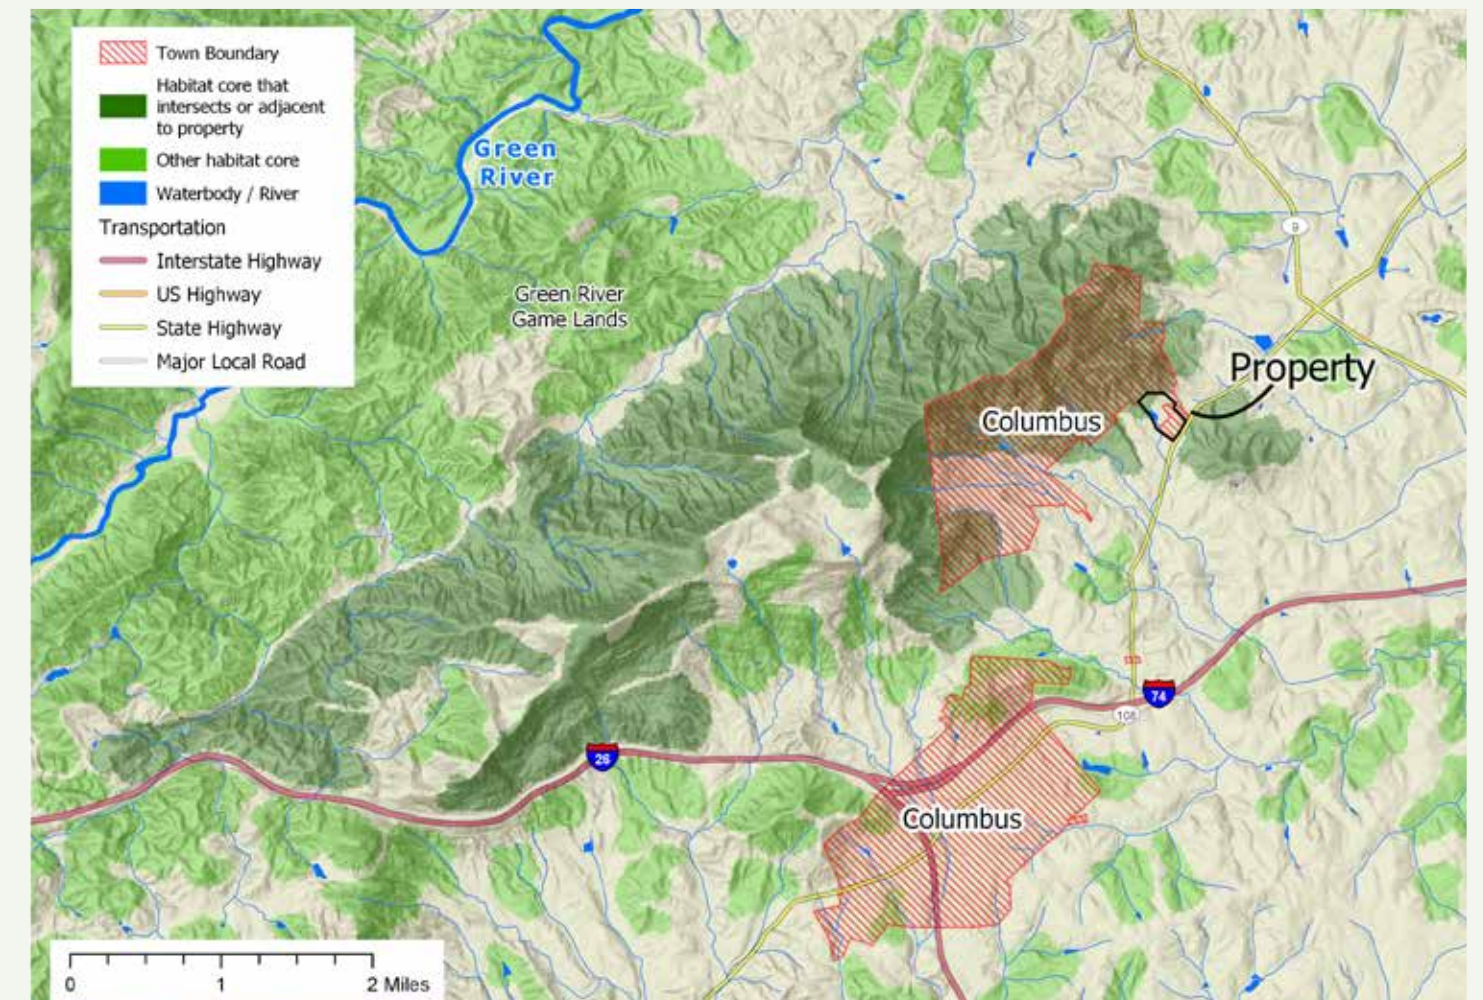 Town Boundary
Habitat core that
intersects or adjacent
to property
Other habitat core
Waterbody / River
Transportation
Interstate Highway
US Highway
State Highway
Major Local Road
Green
River
Green River
Game Lands
9
Property
Columbus
74
108
26
Columbus
0 1 2 Miles